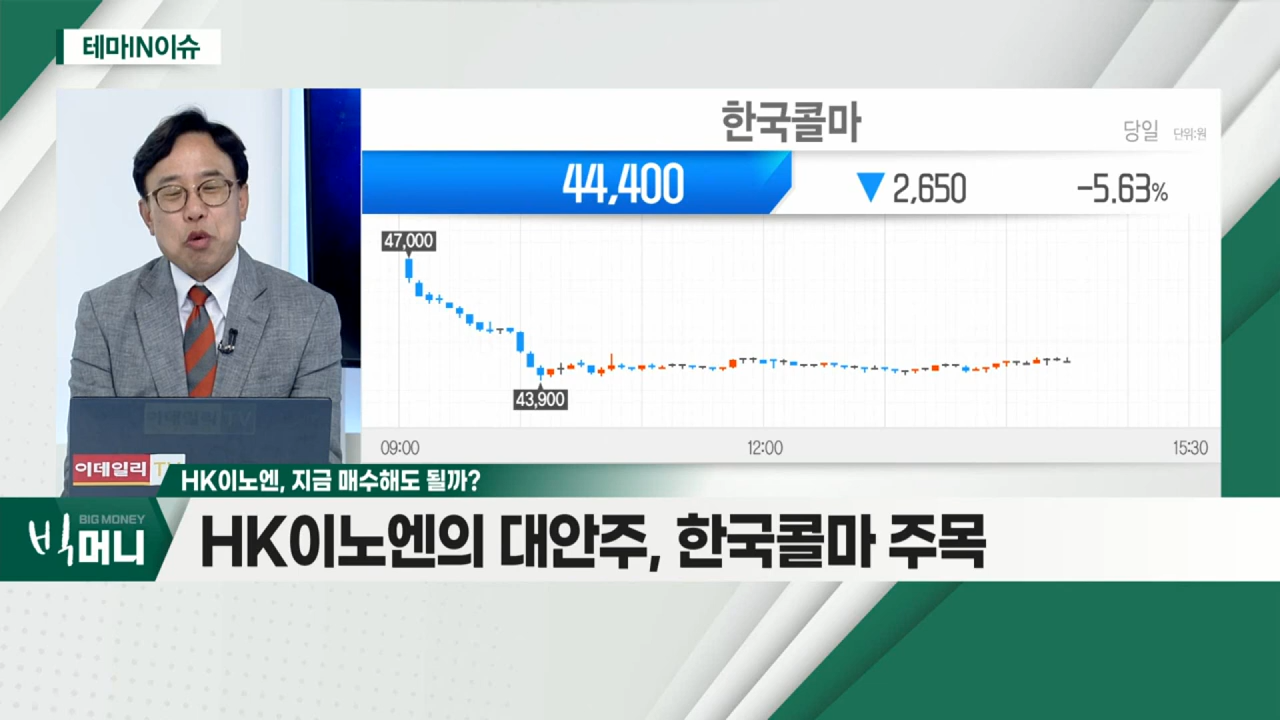 테마IN이슈
한국콜마
당일 단위:원
44,400 ▼ 2,650 -5.63%
47,000
43,900
09:00 12:00 15:30
이데일리 TV
HK이노엔, 지금 매수해도 될까?
BIG MONEY
빅머니
HK이노엔의 대안주, 한국콜마 주목